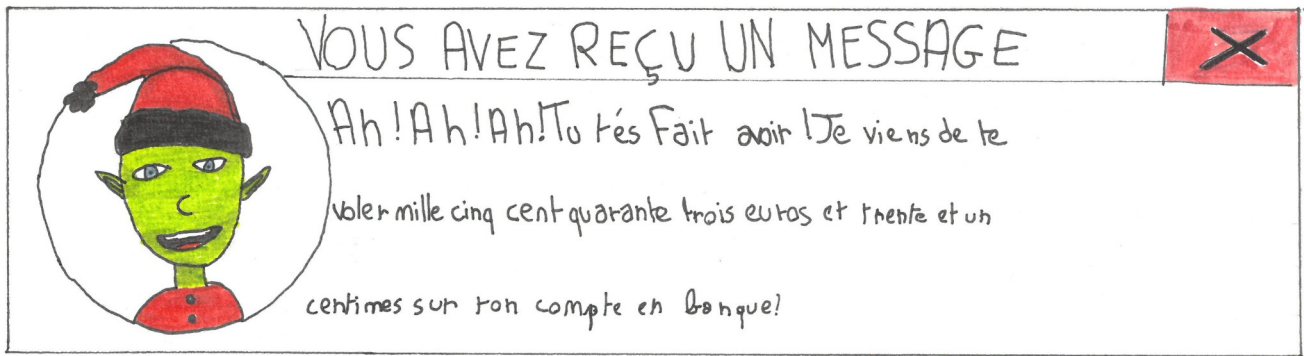 VOUS AVEZ REÇU UN MESSAGE
Ah!Ah!Ah!Tu t'és Fait avoir !Je viens de te
voler mille cinq cent quarante trois euros et trente et un
centimes sur ton compte en banque!